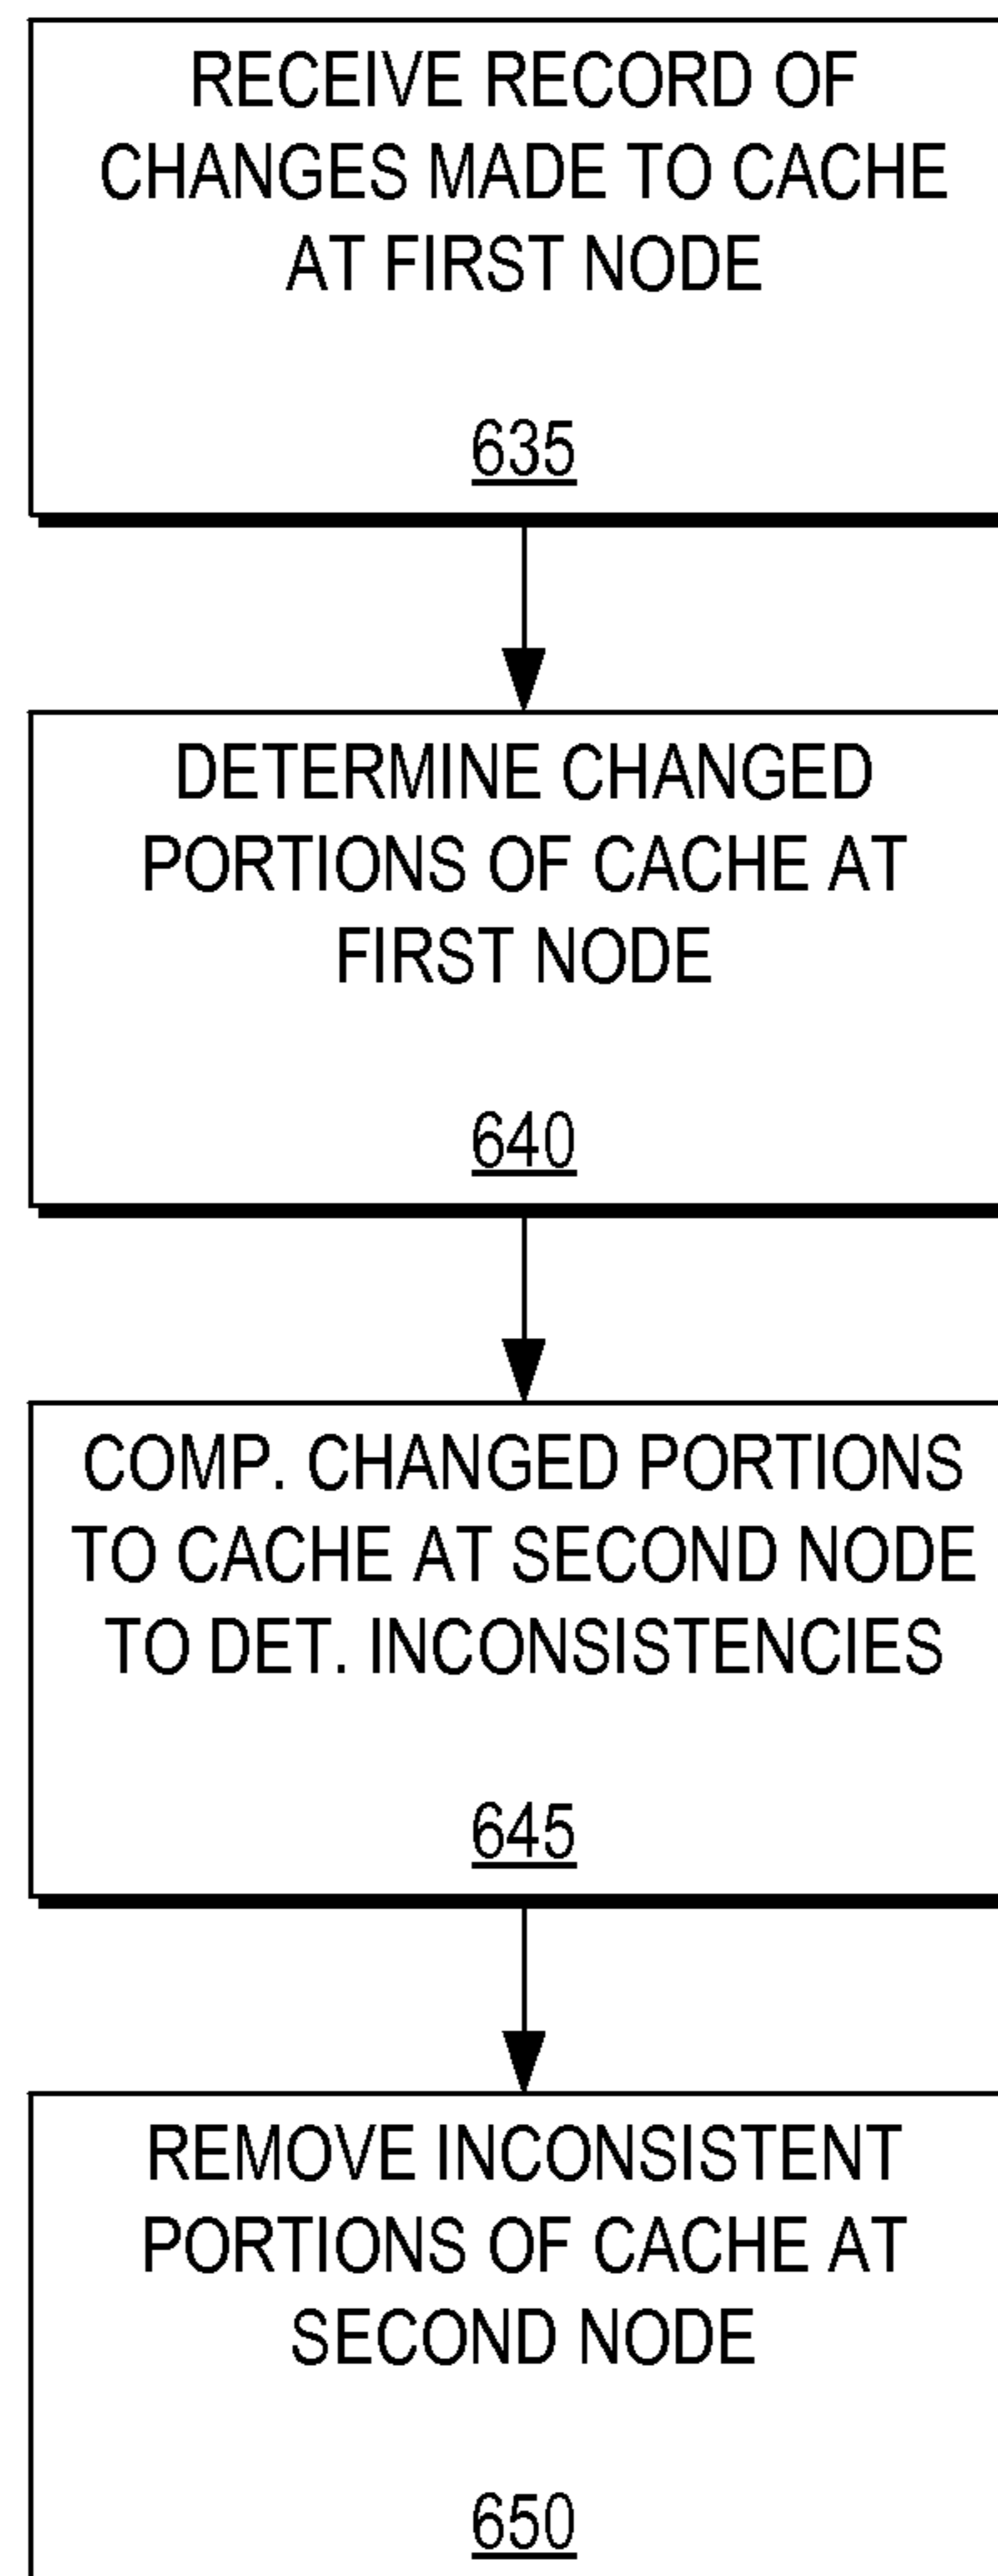 RECEIVE RECORD OF
CHANGES MADE TO CACHE
AT FIRST NODE
635
DETERMINE CHANGED
PORTIONS OF CACHE AT
FIRST NODE
640
COMP. CHANGED PORTIONS
TO CACHE AT SECOND NODE
TO DET. INCONSISTENCIES
645
REMOVE INCONSISTENT
PORTIONS OF CACHE AT
SECOND NODE
650